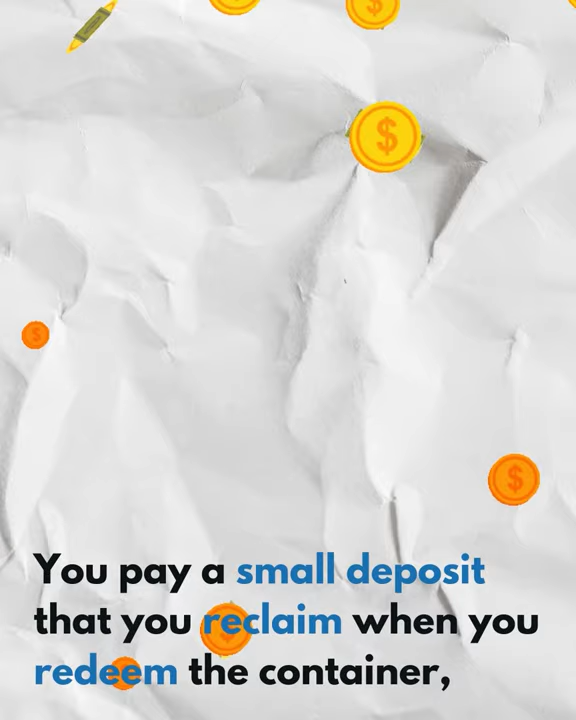 $
$
$
$
You pay a small deposit
that you reclaim when you
redeem the container,